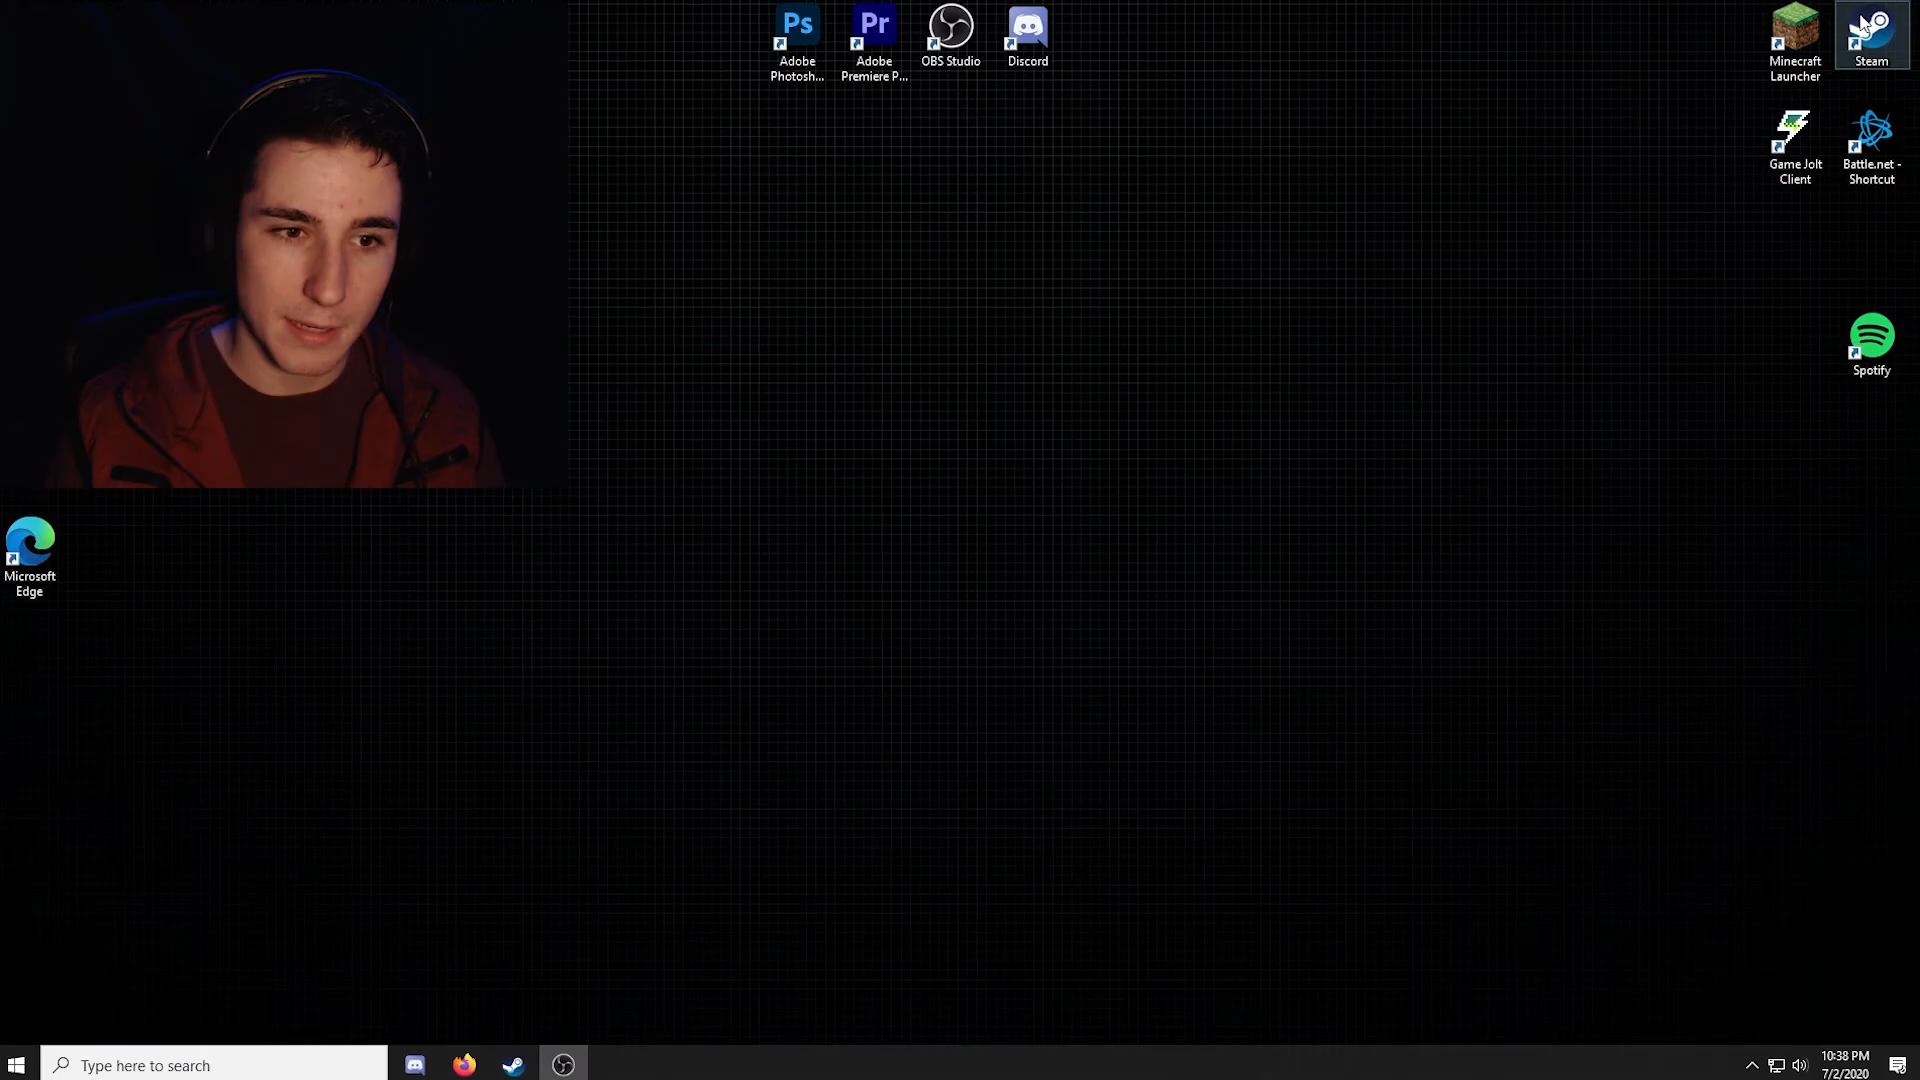 Ps
Pr
Adobe
Photosh...
Adobe
Premiere P...
OBS Studio
Discord
Minecraft
Launcher
Steam
Game Jolt
Client
Battle.net -
Shortcut
Spotify
Microsoft
Edge
Type here to search
10:38 PM
7/2/2020